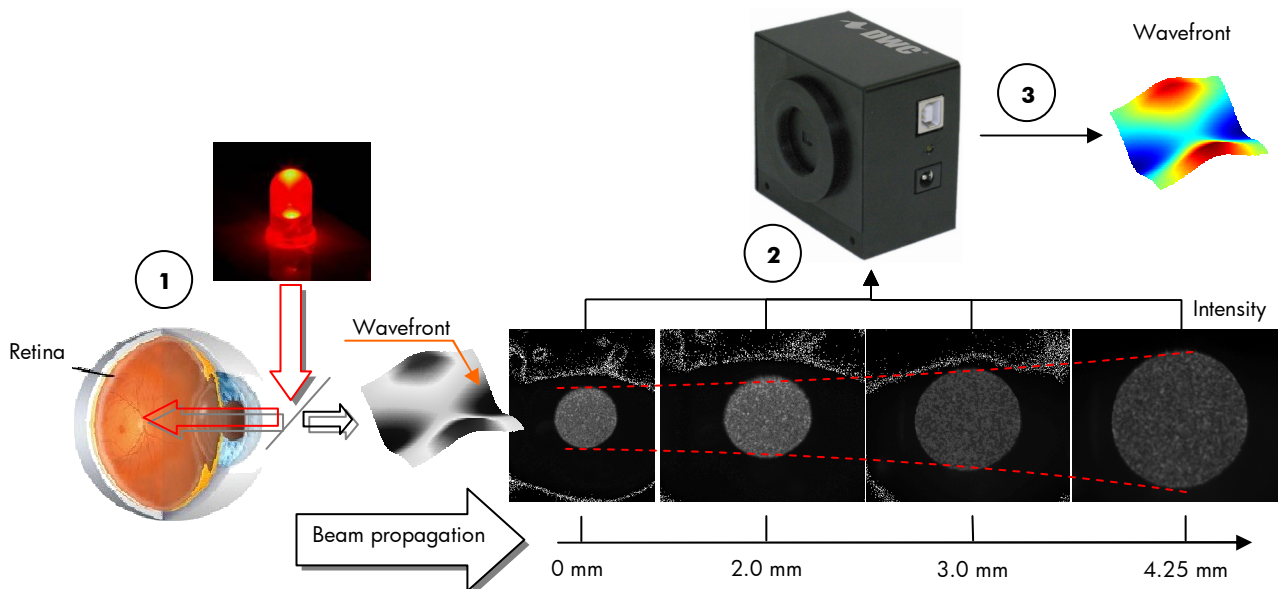 Wavefront
DWC
3
2
1
Retina
Wavefront
Intensity
Beam propagation
0 mm
2.0 mm
3.0 mm
4.25 mm